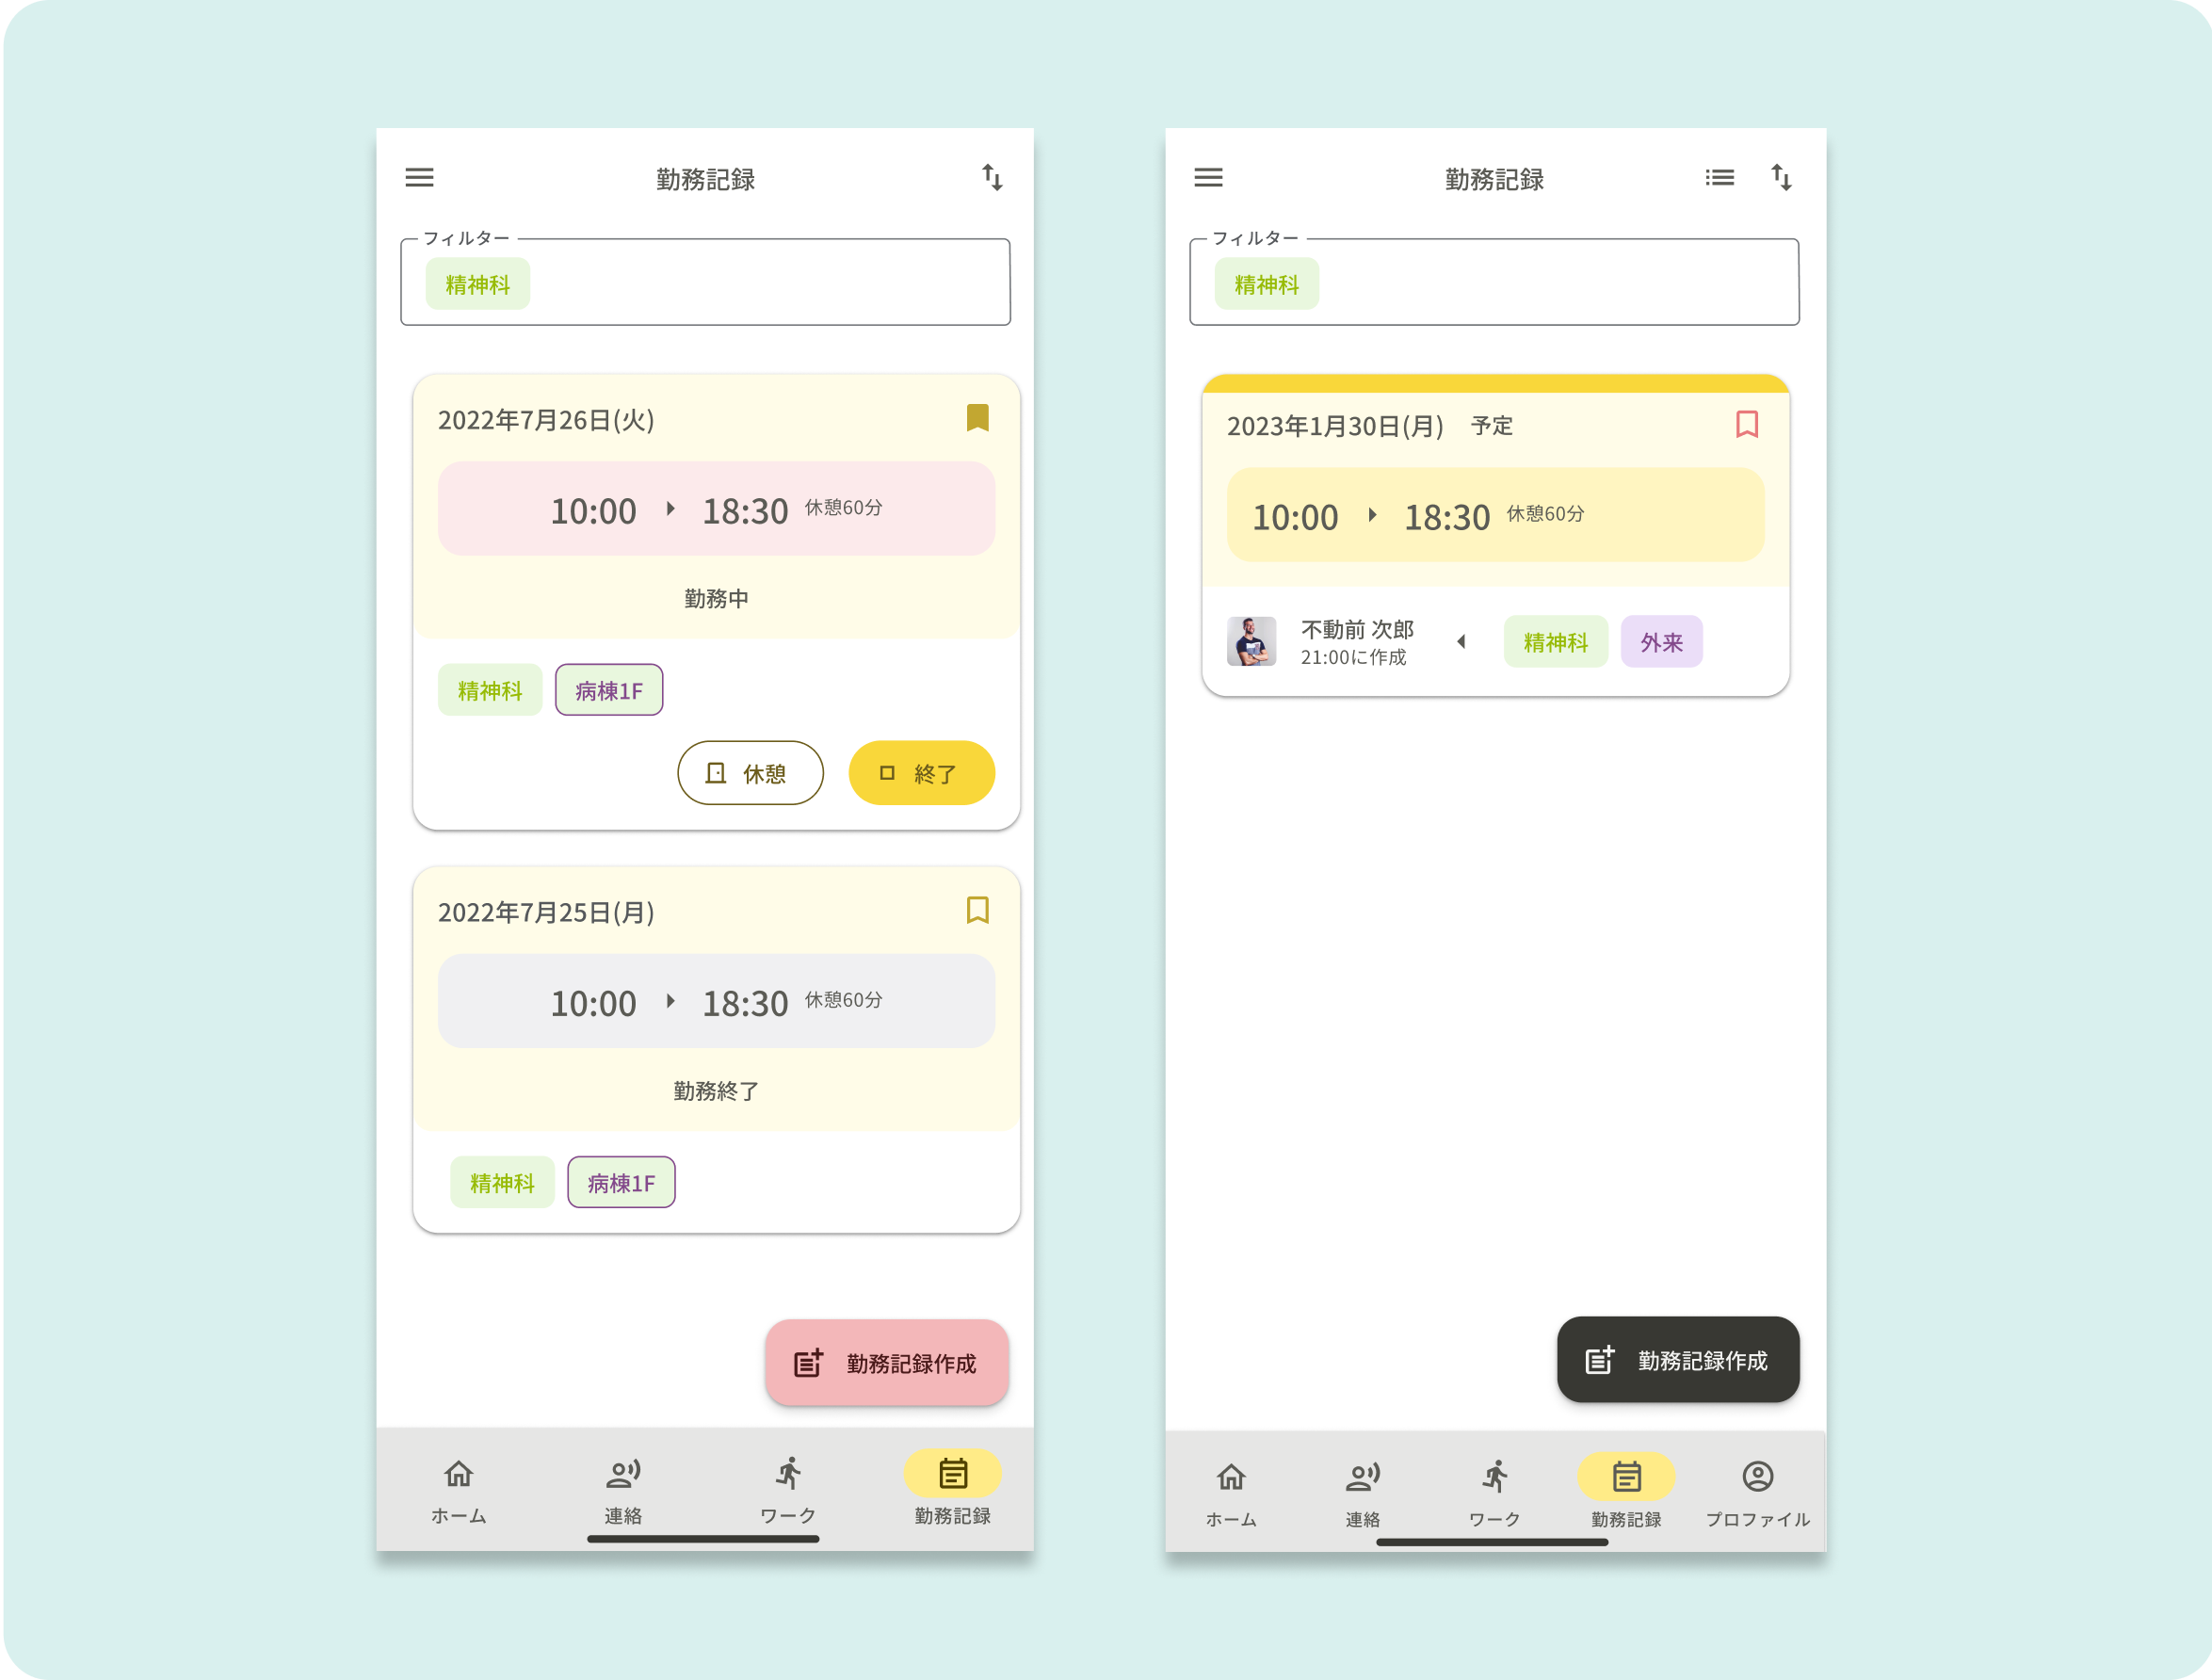 勤務記録
フィルター
精神科
2022年7月26日(火)
10:00 18:30 休憩60分
勤務中
精神科 病棟1F
休憩 終了
2022年7月25日(月)
10:00 18:30 休憩60分
勤務終了
精神科 病棟1F
勤務記録作成
ホーム 連絡 ワーク 勤務記録
勤務記録
フィルター
精神科
2023年1月30日(月) 予定
10:00 18:30 休憩60分
不動前 次郎
21:00に作成
精神科 外来
勤務記録作成
ホーム 連絡 ワーク 勤務記録 プロファイル